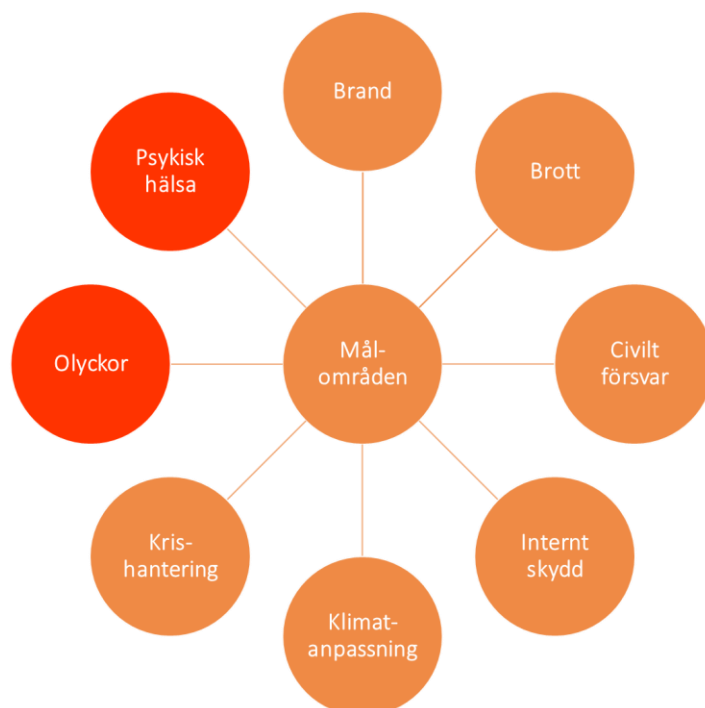 Brand
Psykisk
hälsa
Brott
Olyckor
Mål-
områden
Civilt
försvar
Kris-
hantering
Internt
skydd
Klimat-
anpassning